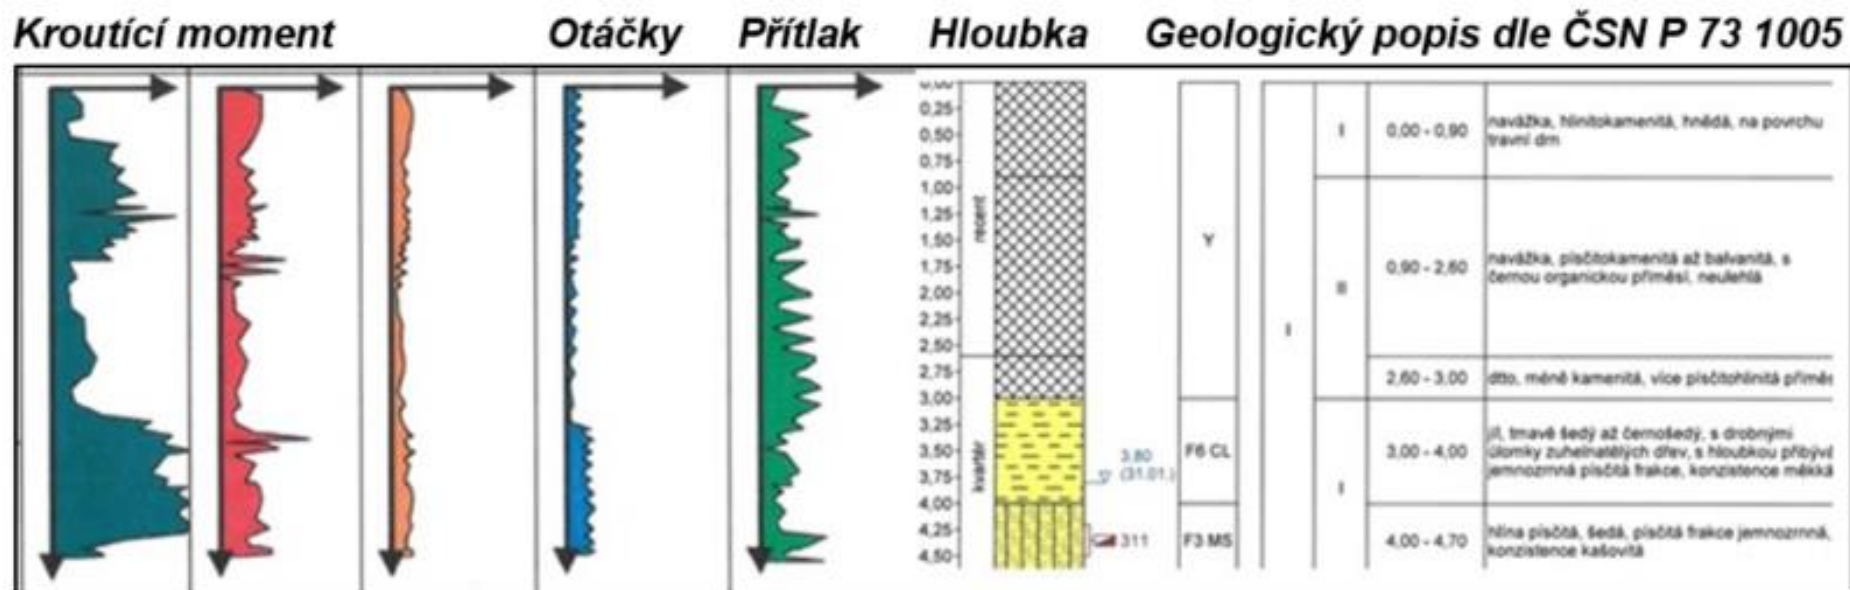 Kroutící moment Otáčky Přítlak Hloubka Geologický popis dle ČSN P 73 1005
0,00
0,25
0,50
0,75
1,00
1,25
1,50
1,75
2,00
2,25
2,50
2,75
3,00
3,25
3,50
3,75
4,00
4,25
4,50
recent
kvartér
3,80
(31.01.)
311
Y
F6 CL
F3 MS
I
I
II
I
0,00 - 0,90
navážka, hlinitokamenitá, hnědá, na povrchu
travní drn
0,90 - 2,60
navážka, písčitokamenitá až balvanitá, s
černou organickou příměsí, neulehlá
2,60 - 3,00
dtto, méně kamenitá, více písčitohlinitá přímě
3,00 - 4,00
jíl, tmavě šedý až černošedý, s drobnými
úlomky zuhelnatělých dřev, s hloubkou přibývá
jemnozrnná písčitá frakce, konzistence měkká
4,00 - 4,70
hlína písčitá, šedá, písčitá frakce jemnozrnná,
konzistence kašovitá